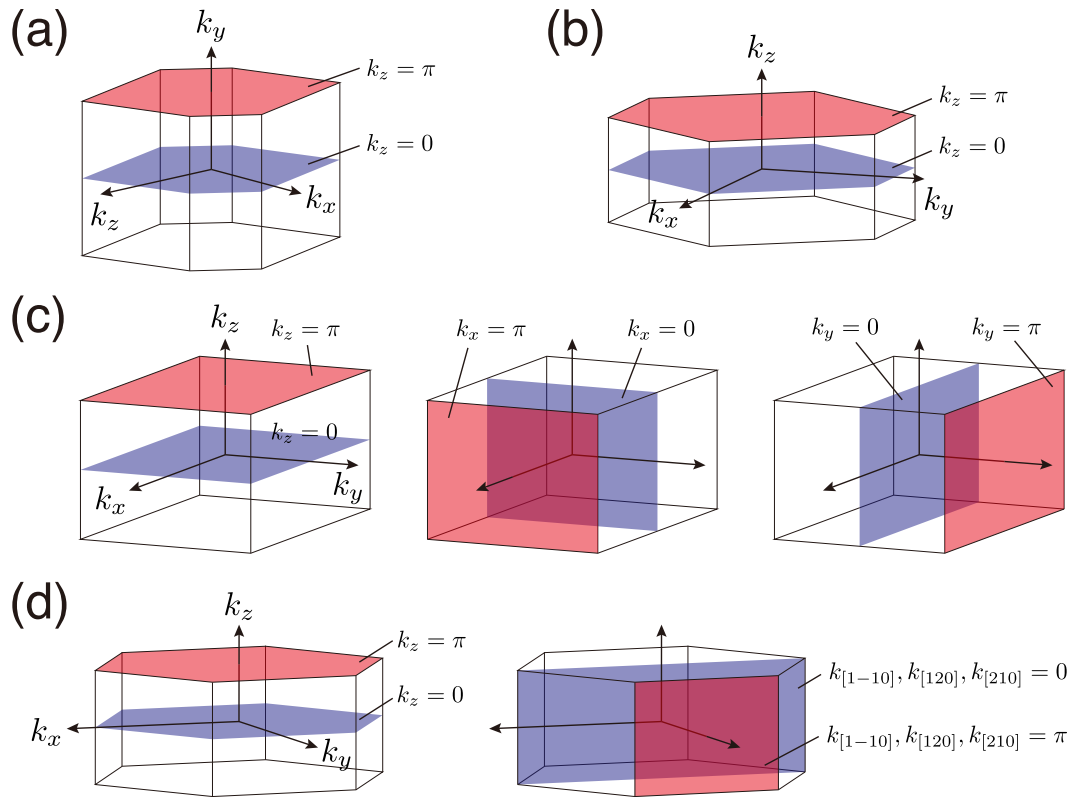 (a)
k_y
k_z = π
k_z = 0
k_z
k_x
(b)
k_z
k_z = π
k_z = 0
k_x
k_y
(c)
k_z
k_z = π
k_z = 0
k_x
k_y
k_x = π
k_x = 0
k_y = 0
k_y = π
(d)
k_z
k_z = π
k_z = 0
k_x
k_y
k_[1−10], k_[120], k_[210] = 0
k_[1−10], k_[120], k_[210] = π